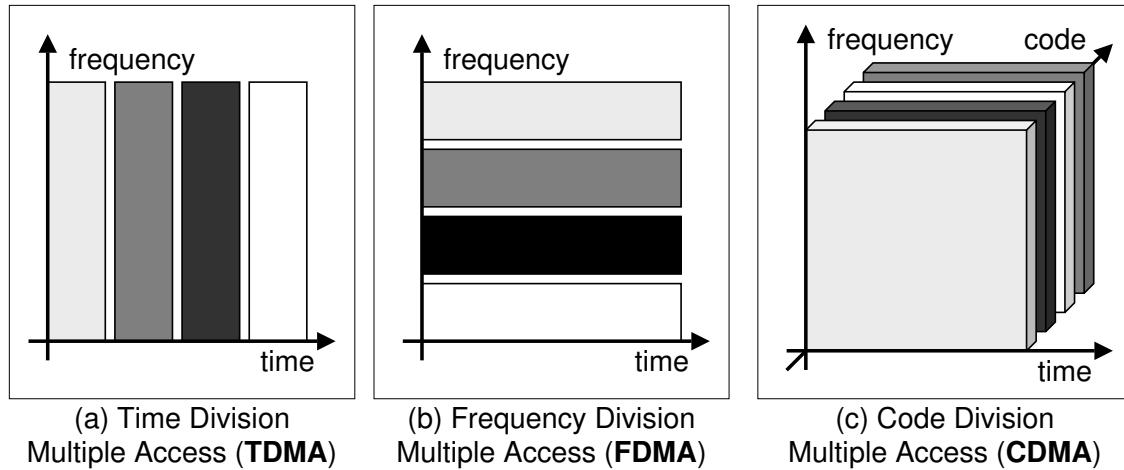 frequency
time
(a) Time Division
Multiple Access (TDMA)
frequency
time
(b) Frequency Division
Multiple Access (FDMA)
frequency
code
time
(c) Code Division
Multiple Access (CDMA)